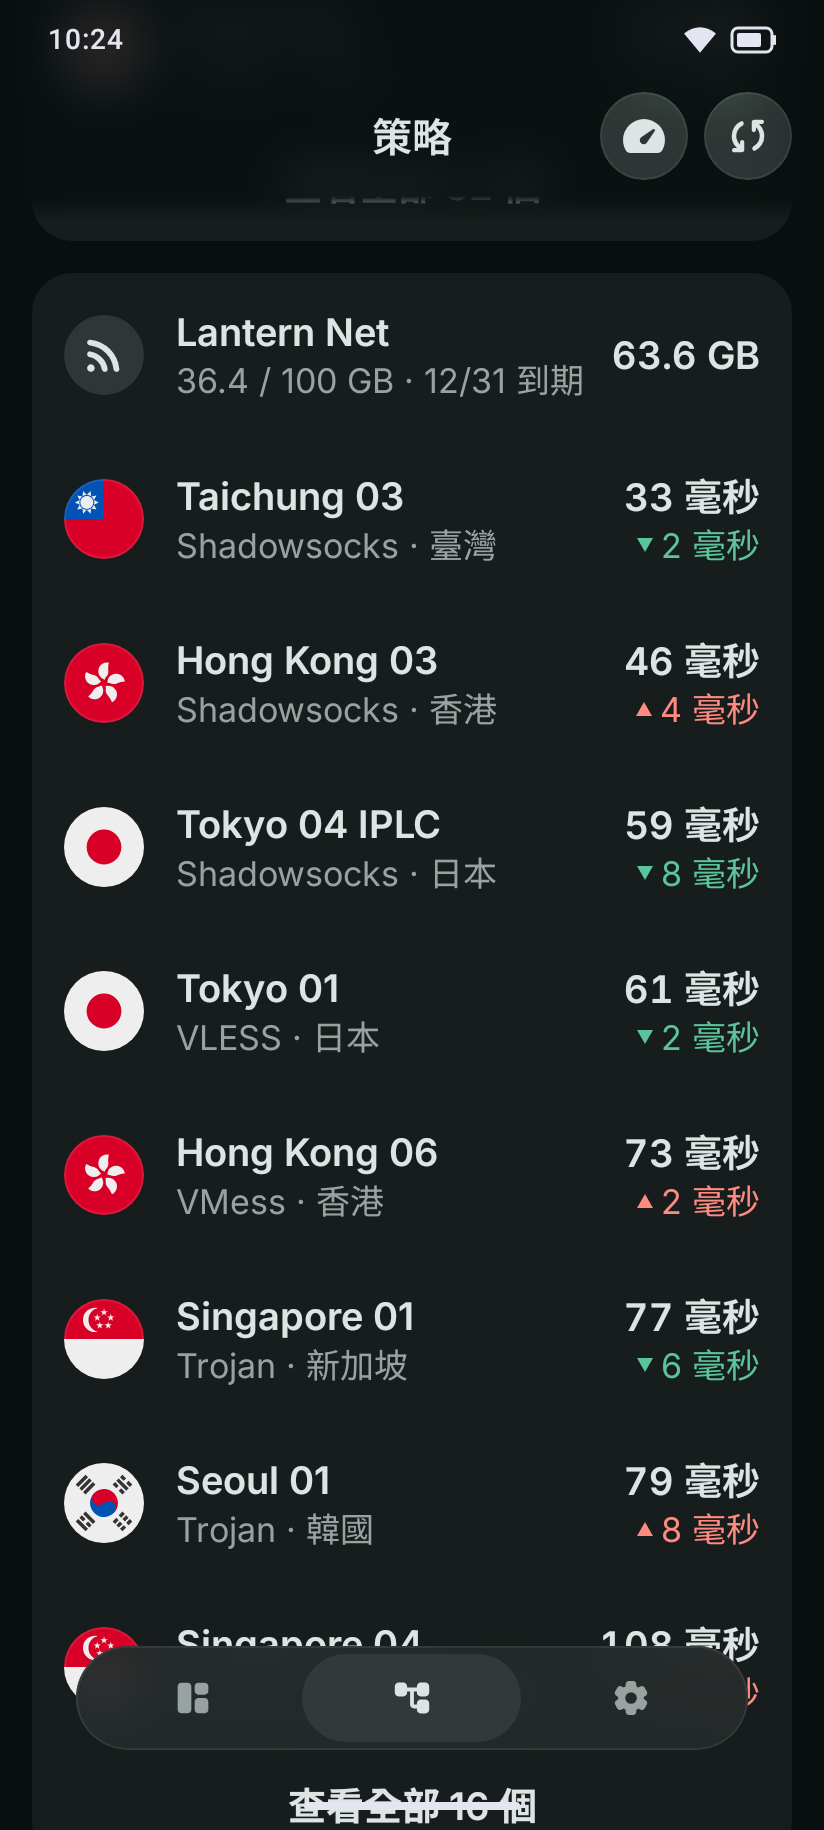 10:24
策略
Lantern Net
63.6 GB
36.4 / 100 GB · 12/31 到期
Taichung 03
33 毫秒
Shadowsocks · 臺灣
▼2 毫秒
Hong Kong 03
46 毫秒
Shadowsocks · 香港
▲4 毫秒
Tokyo 04 IPLC
59 毫秒
Shadowsocks · 日本
▼8 毫秒
Tokyo 01
61 毫秒
VLESS · 日本
▼2 毫秒
Hong Kong 06
73 毫秒
VMess · 香港
▲2 毫秒
Singapore 01
77 毫秒
Trojan · 新加坡
▼6 毫秒
Seoul 01
79 毫秒
Trojan · 韓國
▲8 毫秒
Singapore 04
108 毫秒
查看全部 16 個